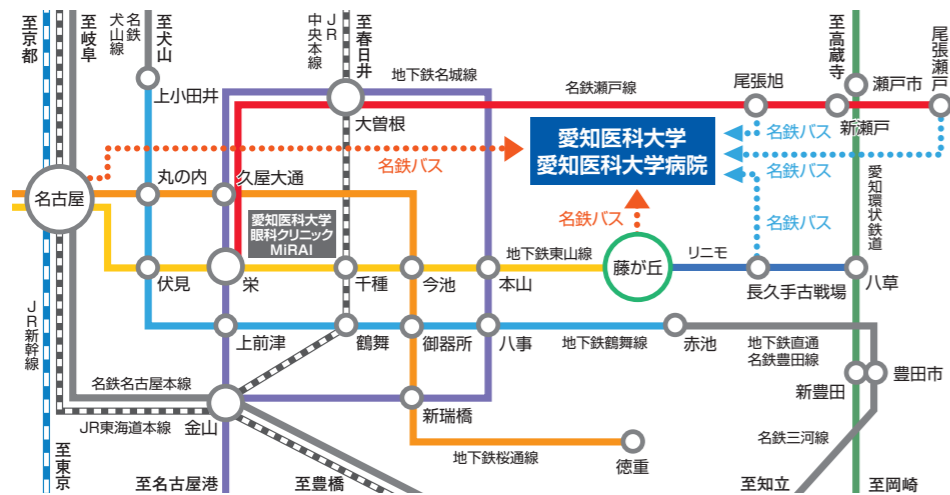 至京都
至岐阜
名鉄
犬山線
至犬山
JR
中央本線
至春日井
至高蔵寺
尾張瀬戸
地下鉄名城線
名鉄瀬戸線
尾張旭
瀬戸市
上小田井
大曽根
新瀬戸
愛知医科大学
愛知医科大学病院
名鉄バス
名鉄バス
名鉄バス
丸の内
久屋大通
名古屋
愛知医科大学
眼科クリニック
MiRAI
名鉄バス
名鉄バス
愛知環状鉄道
地下鉄東山線
藤が丘
リニモ
伏見
栄
千種
今池
本山
長久手古戦場
八草
JR新幹線
上前津
鶴舞
御器所
八事
地下鉄鶴舞線
赤池
地下鉄直通
名鉄豊田線
名鉄名古屋本線
新豊田
豊田市
JR東海道本線
金山
新瑞橋
名鉄三河線
地下鉄桜通線
徳重
至東京
至名古屋港
至豊橋
至知立
至岡崎